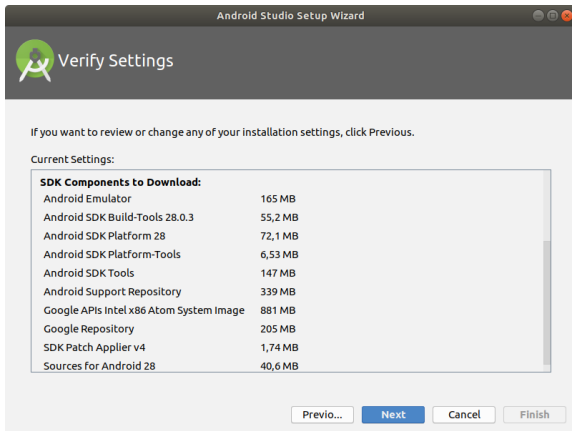 Android Studio Setup Wizard
Verify Settings
If you want to review or change any of your installation settings, click Previous.
Current Settings:
SDK Components to Download:
Android Emulator 165 MB
Android SDK Build-Tools 28.0.3 55,2 MB
Android SDK Platform 28 72,1 MB
Android SDK Platform-Tools 6,53 MB
Android SDK Tools 147 MB
Android Support Repository 339 MB
Google APIs Intel x86 Atom System Image 881 MB
Google Repository 205 MB
SDK Patch Applier v4 1,74 MB
Sources for Android 28 40,6 MB
Previo... Next Cancel Finish